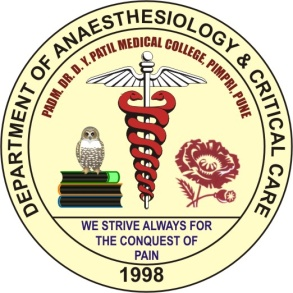 DEPARTMENT OF ANAESTHESIOLOGY & CRITICAL CARE
PADM. DR. D. Y. PATIL MEDICAL COLLEGE, PIMPRI, PUNE
WE STRIVE ALWAYS FOR
THE CONQUEST OF
PAIN
1998